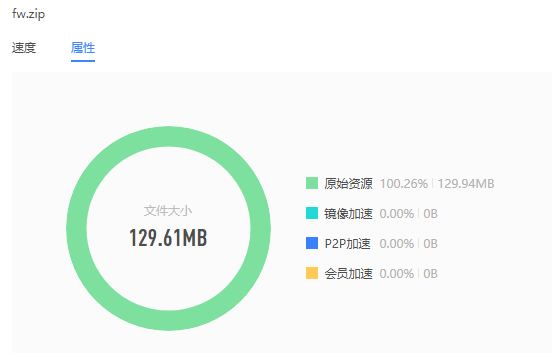 fw.zip
速度 属性
文件大小
129.61MB
原始资源 100.26% | 129.94MB
镜像加速 0.00% | 0B
P2P加速 0.00% | 0B
会员加速 0.00% | 0B